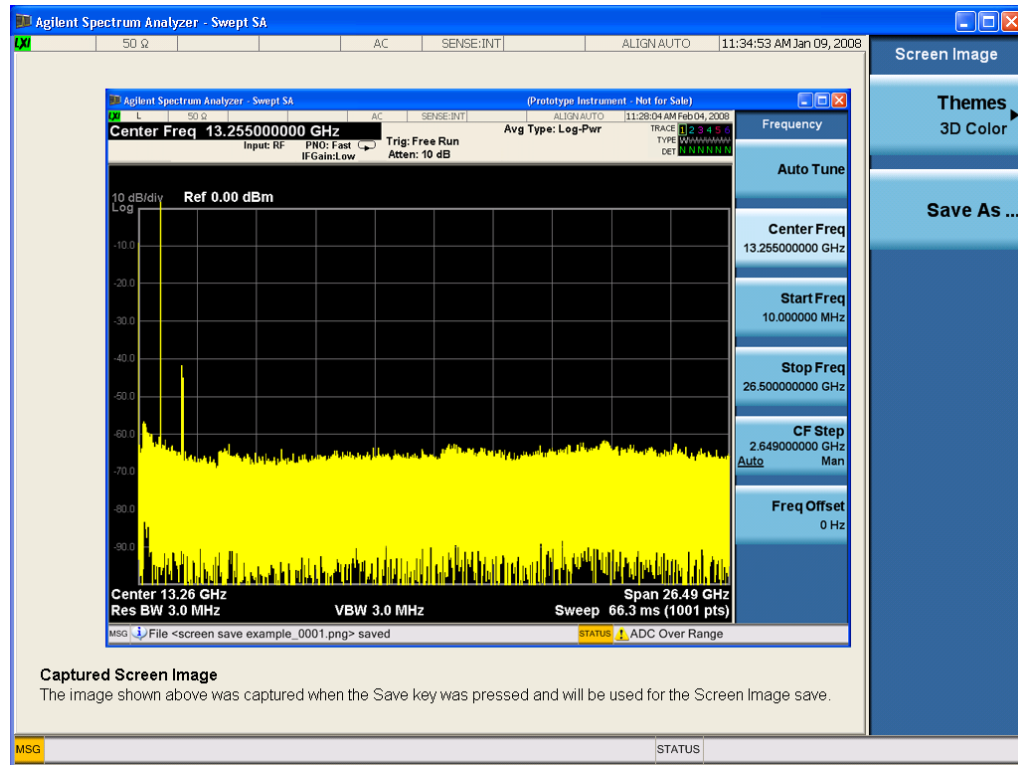 Agilent Spectrum Analyzer - Swept SA
LXI 50 Ω AC SENSE:INT ALIGN AUTO 11:34:53 AM Jan 09, 2008
Screen Image
Themes
3D Color
Save As ...
Agilent Spectrum Analyzer - Swept SA (Prototype Instrument - Not for Sale)
LXI L 50 Ω AC SENSE:INT ALIGN AUTO 11:28:04 AM Feb 04, 2008
Center Freq 13.255000000 GHz
Input: RF
PNO: Fast
IFGain:Low
Trig: Free Run
Atten: 10 dB
Avg Type: Log-Pwr
TRACE 1 2 3 4 5 6
TYPE WWWWWW
DET N N N N N N
Frequency
Auto Tune
Center Freq
13.255000000 GHz
Start Freq
10.000000 MHz
Stop Freq
26.500000000 GHz
CF Step
2.649000000 GHz
Auto Man
Freq Offset
0 Hz
10 dB/div Ref 0.00 dBm
Log
-10.0
-20.0
-30.0
-40.0
-50.0
-60.0
-70.0
-80.0
-90.0
Center 13.26 GHz Span 26.49 GHz
Res BW 3.0 MHz VBW 3.0 MHz Sweep 66.3 ms (1001 pts)
MSG File <screen save example_0001.png> saved STATUS ADC Over Range
Captured Screen Image
The image shown above was captured when the Save key was pressed and will be used for the Screen Image save.
MSG STATUS